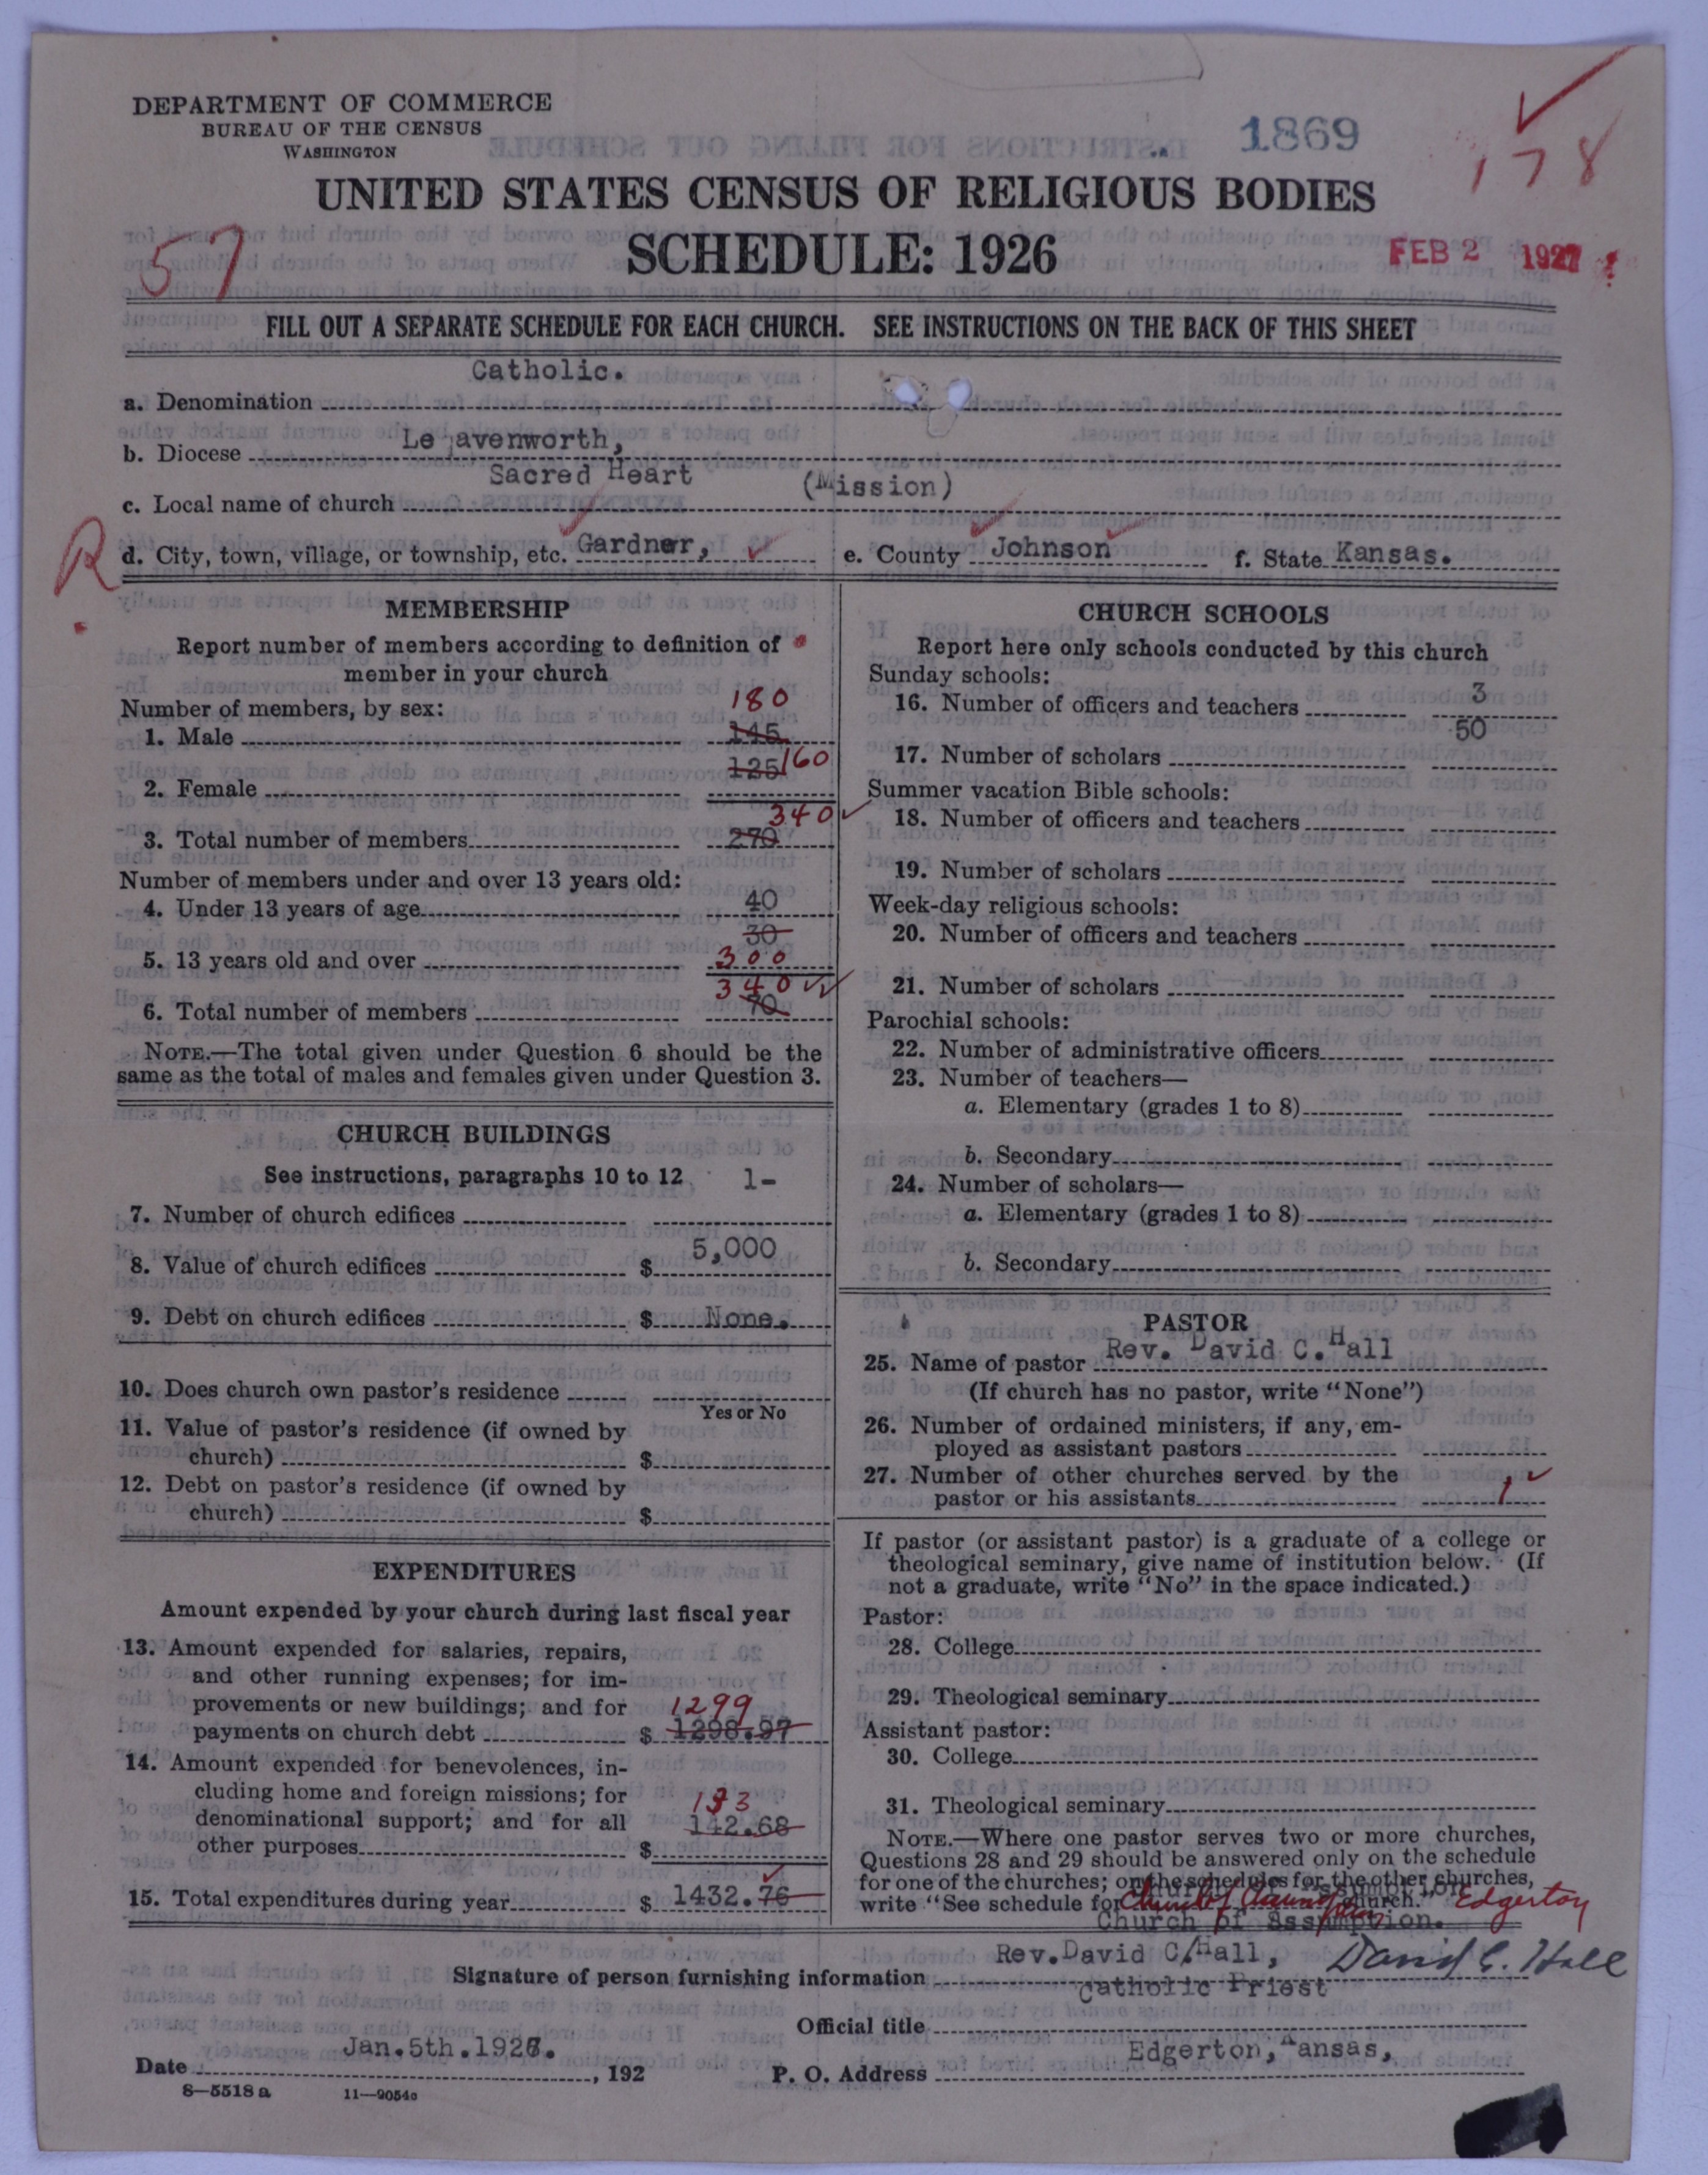 DEPARTMENT OF COMMERCE
BUREAU OF THE CENSUS
WASHINGTON
1869
178
UNITED STATES CENSUS OF RELIGIOUS BODIES
57
SCHEDULE: 1926
FEB 2 1927
FILL OUT A SEPARATE SCHEDULE FOR EACH CHURCH. SEE INSTRUCTIONS ON THE BACK OF THIS SHEET
a. Denomination Catholic.
b. Diocese Leavenworth,
c. Local name of church Sacred Heart (Mission)
R
d. City, town, village, or township, etc. Gardner, e. County Johnson f. State Kansas.
MEMBERSHIP
Report number of members according to definition of
member in your church
Number of members, by sex:
1. Male 145 180
2. Female 125 160
3. Total number of members 270 340
Number of members under and over 13 years old:
4. Under 13 years of age 40
5. 13 years old and over 30 300
6. Total number of members 70 340
NOTE.—The total given under Question 6 should be the
same as the total of males and females given under Question 3.
CHURCH BUILDINGS
See instructions, paragraphs 10 to 12
7. Number of church edifices 1-
8. Value of church edifices $ 5,000
9. Debt on church edifices $ None.
10. Does church own pastor's residence
Yes or No
11. Value of pastor's residence (if owned by
church) $
12. Debt on pastor's residence (if owned by
church) $
EXPENDITURES
Amount expended by your church during last fiscal year
13. Amount expended for salaries, repairs,
and other running expenses; for im-
provements or new buildings; and for
payments on church debt $ 1298.97 1299
14. Amount expended for benevolences, in-
cluding home and foreign missions; for
denominational support; and for all
other purposes $ 142.68
15. Total expenditures during year $ 1432.76
CHURCH SCHOOLS
Report here only schools conducted by this church
Sunday schools:
16. Number of officers and teachers 3
17. Number of scholars 50
Summer vacation Bible schools:
18. Number of officers and teachers
19. Number of scholars
Week-day religious schools:
20. Number of officers and teachers
21. Number of scholars
Parochial schools:
22. Number of administrative officers
23. Number of teachers—
a. Elementary (grades 1 to 8)
b. Secondary
24. Number of scholars—
a. Elementary (grades 1 to 8)
b. Secondary
PASTOR
25. Name of pastor Rev. David C. Hall
(If church has no pastor, write "None")
26. Number of ordained ministers, if any, em-
ployed as assistant pastors
27. Number of other churches served by the
pastor or his assistants 1
If pastor (or assistant pastor) is a graduate of a college or
theological seminary, give name of institution below. (If
not a graduate, write "No" in the space indicated.)
Pastor:
28. College
29. Theological seminary
Assistant pastor:
30. College
31. Theological seminary
NOTE.—Where one pastor serves two or more churches,
Questions 28 and 29 should be answered only on the schedule
for one of the churches; on the schedules for the other churches,
write "See schedule for church." Edgerton
Church of Assumption.
Rev. David C. Hall, David C. Hall
Signature of person furnishing information
Catholic Priest
Official title
Date Jan. 5th. 1927., 192
P. O. Address Edgerton, Kansas,
8—5518 a 11—9054a